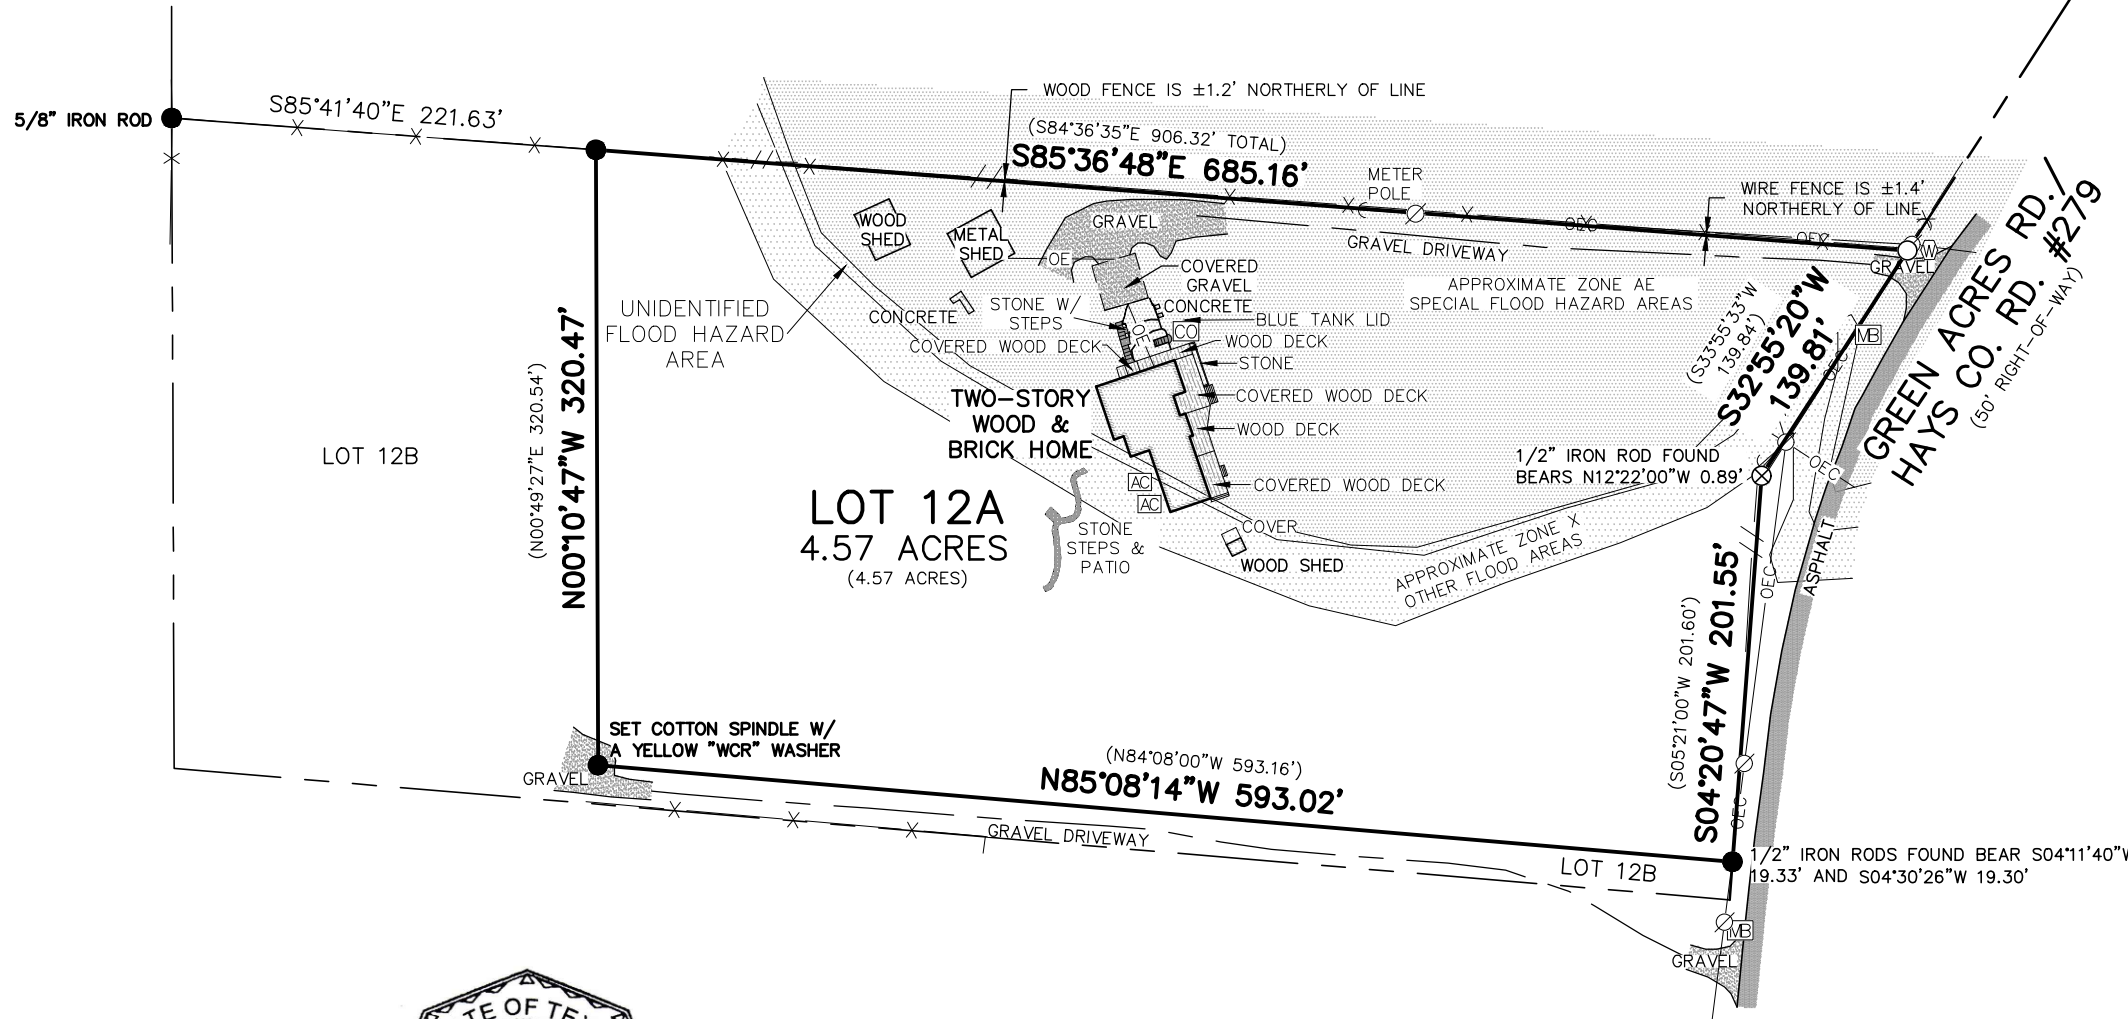 5/8" IRON ROD
S85°41'40"E 221.63'
WOOD FENCE IS ±1.2' NORTHERLY OF LINE
(S84°36'35"E 906.32' TOTAL)
S85°36'48"E 685.16'
METER
POLE
WIRE FENCE IS ±1.4'
NORTHERLY OF LINE
OEC
OEC
W
GRAVEL
GREEN ACRES RD./
HAYS CO. RD. #279
(50' RIGHT-OF-WAY)
WOOD
SHED
METAL
SHED
GRAVEL
GRAVEL DRIVEWAY
OE
COVERED
GRAVEL
CONCRETE
APPROXIMATE ZONE AE
SPECIAL FLOOD HAZARD AREAS
UNIDENTIFIED
FLOOD HAZARD
AREA
CONCRETE
STONE W/
STEPS
OE
CO
BLUE TANK LID
COVERED WOOD DECK
WOOD DECK
STONE
COVERED WOOD DECK
WOOD DECK
COVERED WOOD DECK
TWO-STORY
WOOD &
BRICK HOME
(S33°55'33"W
139.84')
S32°55'20"W
139.81'
MB
OEC
1/2" IRON ROD FOUND
BEARS N12°22'00"W 0.89'
OEC
LOT 12B
(N00°49'27"E 320.54')
N00°10'47"W 320.47'
LOT 12A
4.57 ACRES
(4.57 ACRES)
AC
AC
STONE
STEPS &
PATIO
COVER
WOOD SHED
APPROXIMATE ZONE X
OTHER FLOOD AREAS
ASPHALT
OEC
(S05°21'00"W 201.60')
S04°20'47"W 201.55'
OEC
SET COTTON SPINDLE W/
A YELLOW "WCR" WASHER
GRAVEL
(N84°08'00"W 593.16')
N85°08'14"W 593.02'
GRAVEL DRIVEWAY
LOT 12B
1/2" IRON RODS FOUND BEAR S04°11'40"W
19.33' AND S04°30'26"W 19.30'
MB
GRAVEL
TE OF TE